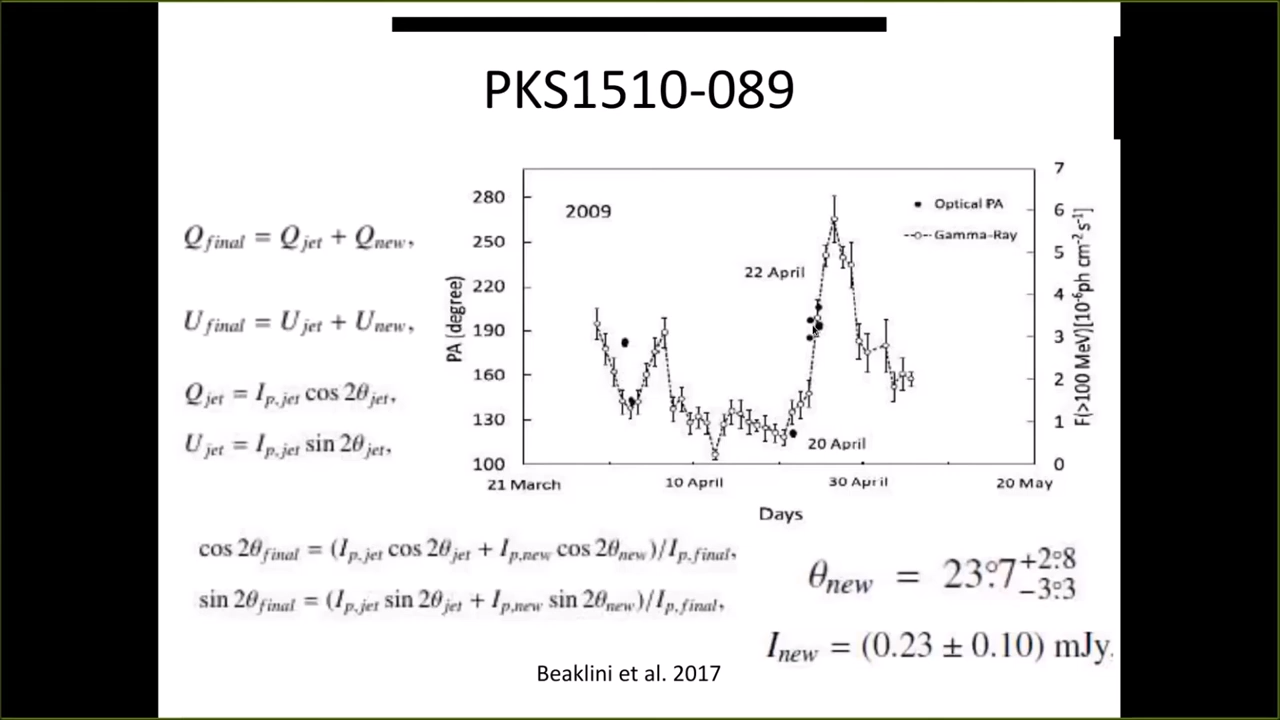 PKS1510-089
Q_final = Q_jet + Q_new,
U_final = U_jet + U_new,
Q_jet = I_p,jet cos 2θ_jet,
U_jet = I_p,jet sin 2θ_jet,
PA (degree)
280
250
220
190
160
130
100
2009
22 April
20 April
Optical PA
Gamma-Ray
7
6
5
4
3
2
1
0
F(>100 MeV)[10⁻⁶ph cm⁻² s⁻¹]
21 March
10 April
30 April
20 May
Days
cos 2θ_final = (I_p,jet cos 2θ_jet + I_p,new cos 2θ_new)/I_p,final,
sin 2θ_final = (I_p,jet sin 2θ_jet + I_p,new sin 2θ_new)/I_p,final,
θ_new = 23°.7 +2°.8 −3°.3
I_new = (0.23 ± 0.10) mJy.
Beaklini et al. 2017